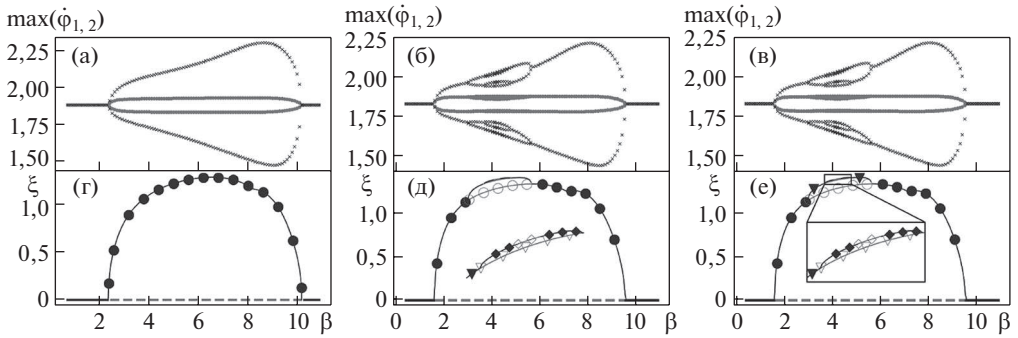 max(φ̇1, 2) max(φ̇1, 2) max(φ̇1, 2)
(а) (б) (в)
2,25 2,25 2,25
2,00 2,00 2,00
1,75 1,75 1,75
1,50 1,50 1,50
ξ (г) ξ (д) ξ (е)
1,0 1,0 1,0
0,5 0,5 0,5
0 0 0
2 4 6 8 10 β 0 2 4 6 8 10 β 0 2 4 6 8 10 β